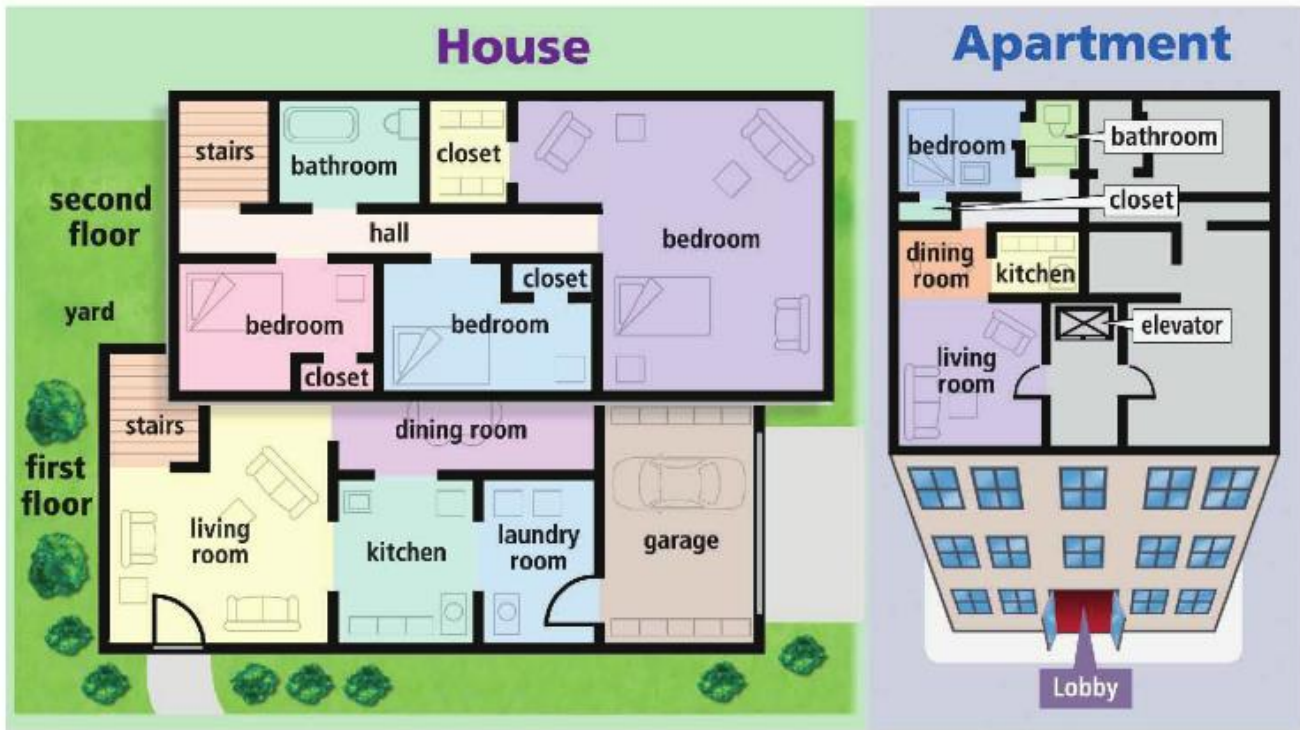 House
stairs
bathroom
closet
second
floor
hall
bedroom
yard
bedroom
closet
bedroom
closet
stairs
dining room
first
floor
living
room
kitchen
laundry
room
garage
Apartment
bedroom
bathroom
closet
dining
room
kitchen
elevator
living
room
Lobby